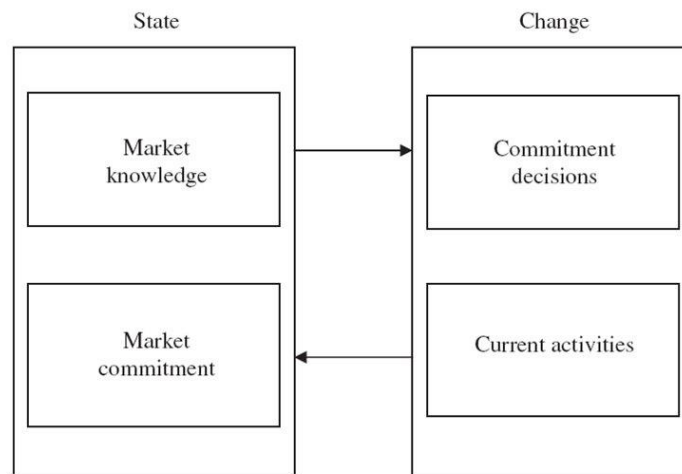 State
Change
Market
knowledge
Commitment
decisions
Market
commitment
Current activities